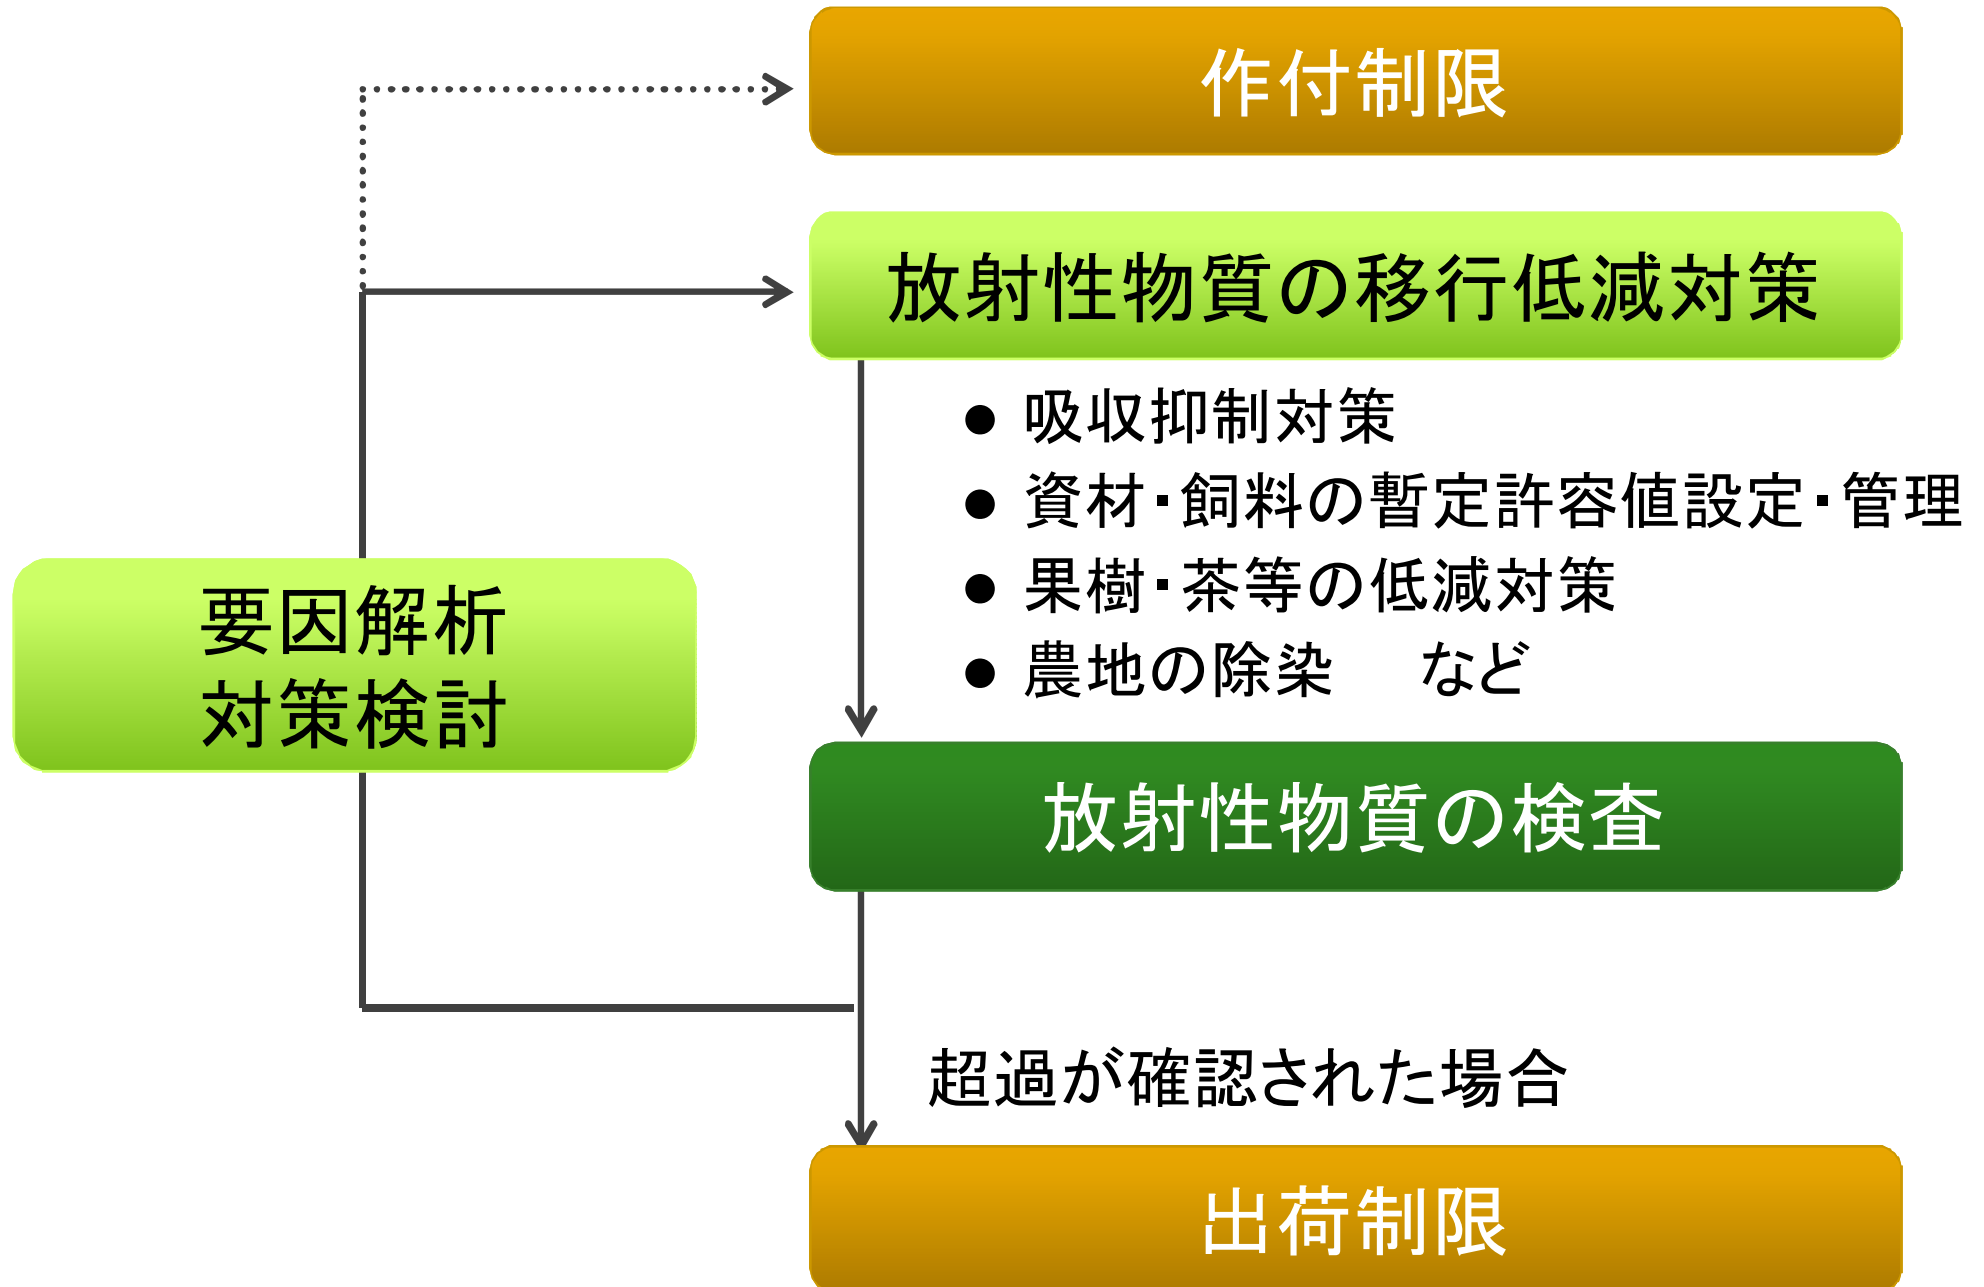 作付制限
放射性物質の移行低減対策
● 吸収抑制対策
● 資材・飼料の暫定許容値設定・管理
● 果樹・茶等の低減対策
● 農地の除染　など
要因解析
対策検討
放射性物質の検査
超過が確認された場合
出荷制限